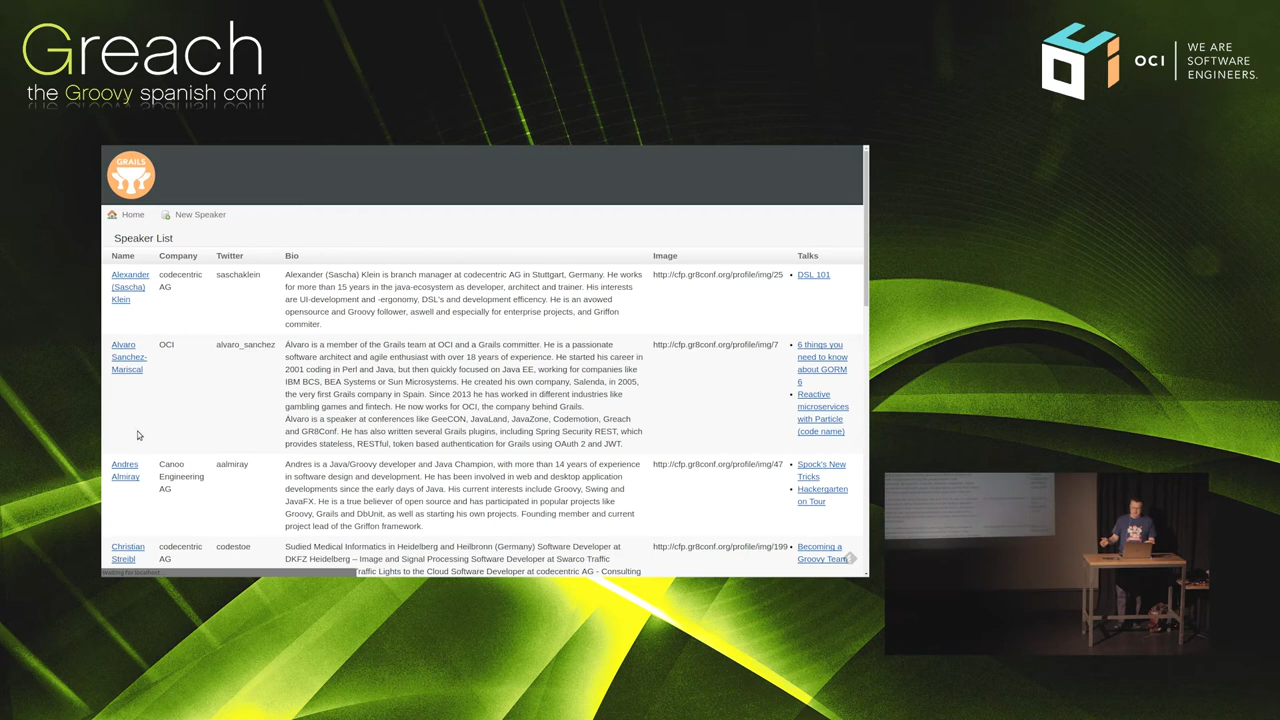 Greach
the Groovy spanish conf
OCI
WE ARE
SOFTWARE
ENGINEERS.
GRAILS
Home
New Speaker
Speaker List
Name Company Twitter Bio Image Talks
Alexander
(Sascha)
Klein
codecentric
AG
saschaklein
Alexander (Sascha) Klein is branch manager at codecentric AG in Stuttgart, Germany. He works
for more than 15 years in the java-ecosystem as developer, architect and trainer. His interests
are UI-development and -ergonomy, DSL's and development efficency. He is an avowed
opensource and Groovy follower, aswell and especially for enterprise projects, and Griffon
commiter.
http://cfp.gr8conf.org/profile/img/25
• DSL 101
Alvaro
Sanchez-
Mariscal
OCI
alvaro_sanchez
Álvaro is a member of the Grails team at OCI and a Grails committer. He is a passionate
software architect and agile enthusiast with over 18 years of experience. He started his career in
2001 coding in Perl and Java, but then quickly focused on Java EE, working for companies like
IBM BCS, BEA Systems or Sun Microsystems. He created his own company, Salenda, in 2005,
the very first Grails company in Spain. Since 2013 he has worked in different industries like
gambling games and fintech. He now works for OCI, the company behind Grails.
Álvaro is a speaker at conferences like GeeCON, JavaLand, JavaZone, Codemotion, Greach
and GR8Conf. He has also written several Grails plugins, including Spring Security REST, which
provides stateless, RESTful, token based authentication for Grails using OAuth 2 and JWT.
http://cfp.gr8conf.org/profile/img/7
• 6 things you
need to know
about GORM
6
• Reactive
microservices
with Particle
(code name)
Andres
Almiray
Canoo
Engineering
AG
aalmiray
Andres is a Java/Groovy developer and Java Champion, with more than 14 years of experience
in software design and development. He has been involved in web and desktop application
developments since the early days of Java. His current interests include Groovy, Swing and
JavaFX. He is a true believer of open source and has participated in popular projects like
Groovy, Grails and DbUnit, as well as starting his own projects. Founding member and current
project lead of the Griffon framework.
http://cfp.gr8conf.org/profile/img/47
• Spock's New
Tricks
• Hackergarten
on Tour
Christian
Streibl
codecentric
AG
codestoe
Sudied Medical Informatics in Heidelberg and Heilbronn (Germany) Software Developer at
DKFZ Heidelberg – Image and Signal Processing Software Developer at Swarco Traffic
raffic Lights to the Cloud Software Developer at codecentric AG - Consulting
http://cfp.gr8conf.org/profile/img/199
• Becoming a
Groovy Team